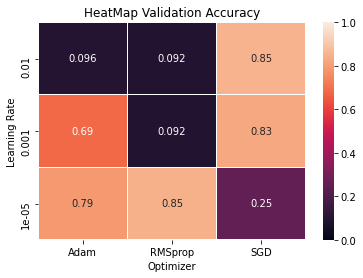 HeatMap Validation Accuracy
Learning Rate
0.01
0.096 0.092 0.85
0.001
0.69 0.092 0.83
1e-05
0.79 0.85 0.25
Adam RMSprop SGD
Optimizer
1.0
0.8
0.6
0.4
0.2
0.0